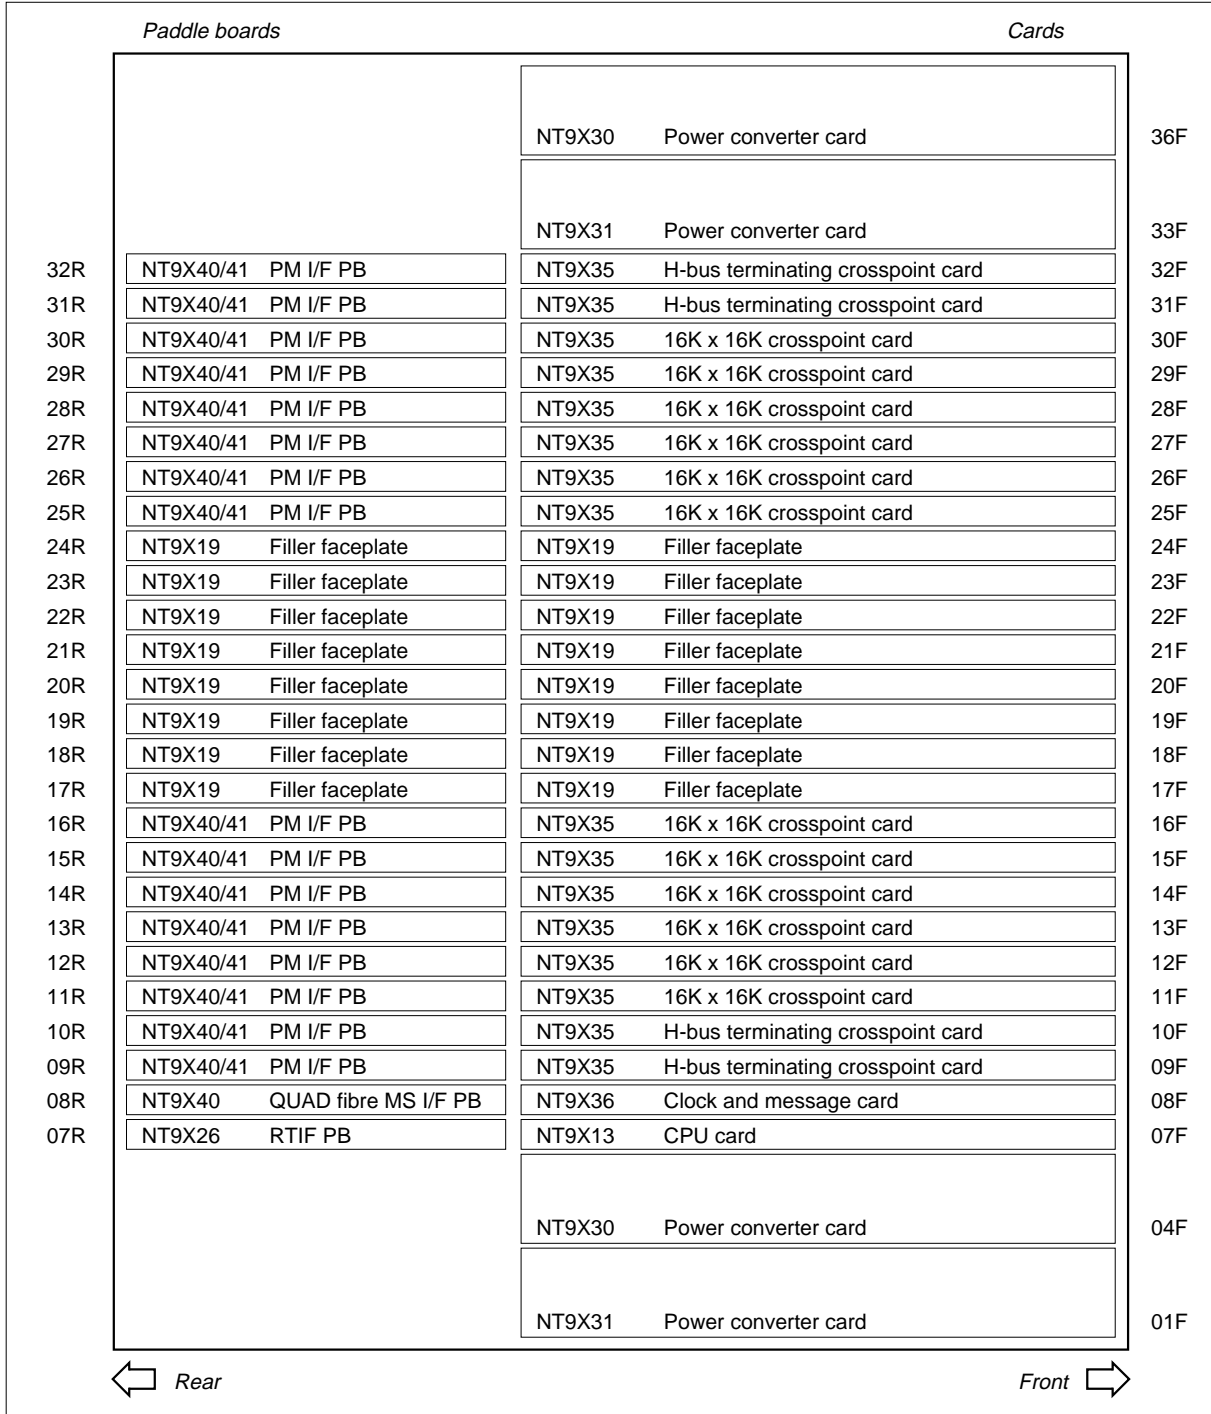 Paddle boards Cards
NT9X30 Power converter card 36F
NT9X31 Power converter card 33F
32R NT9X40/41 PM I/F PB NT9X35 H-bus terminating crosspoint card 32F
31R NT9X40/41 PM I/F PB NT9X35 H-bus terminating crosspoint card 31F
30R NT9X40/41 PM I/F PB NT9X35 16K x 16K crosspoint card 30F
29R NT9X40/41 PM I/F PB NT9X35 16K x 16K crosspoint card 29F
28R NT9X40/41 PM I/F PB NT9X35 16K x 16K crosspoint card 28F
27R NT9X40/41 PM I/F PB NT9X35 16K x 16K crosspoint card 27F
26R NT9X40/41 PM I/F PB NT9X35 16K x 16K crosspoint card 26F
25R NT9X40/41 PM I/F PB NT9X35 16K x 16K crosspoint card 25F
24R NT9X19 Filler faceplate NT9X19 Filler faceplate 24F
23R NT9X19 Filler faceplate NT9X19 Filler faceplate 23F
22R NT9X19 Filler faceplate NT9X19 Filler faceplate 22F
21R NT9X19 Filler faceplate NT9X19 Filler faceplate 21F
20R NT9X19 Filler faceplate NT9X19 Filler faceplate 20F
19R NT9X19 Filler faceplate NT9X19 Filler faceplate 19F
18R NT9X19 Filler faceplate NT9X19 Filler faceplate 18F
17R NT9X19 Filler faceplate NT9X19 Filler faceplate 17F
16R NT9X40/41 PM I/F PB NT9X35 16K x 16K crosspoint card 16F
15R NT9X40/41 PM I/F PB NT9X35 16K x 16K crosspoint card 15F
14R NT9X40/41 PM I/F PB NT9X35 16K x 16K crosspoint card 14F
13R NT9X40/41 PM I/F PB NT9X35 16K x 16K crosspoint card 13F
12R NT9X40/41 PM I/F PB NT9X35 16K x 16K crosspoint card 12F
11R NT9X40/41 PM I/F PB NT9X35 16K x 16K crosspoint card 11F
10R NT9X40/41 PM I/F PB NT9X35 H-bus terminating crosspoint card 10F
09R NT9X40/41 PM I/F PB NT9X35 H-bus terminating crosspoint card 09F
08R NT9X40 QUAD fibre MS I/F PB NT9X36 Clock and message card 08F
07R NT9X26 RTIF PB NT9X13 CPU card 07F
NT9X30 Power converter card 04F
NT9X31 Power converter card 01F
Rear Front